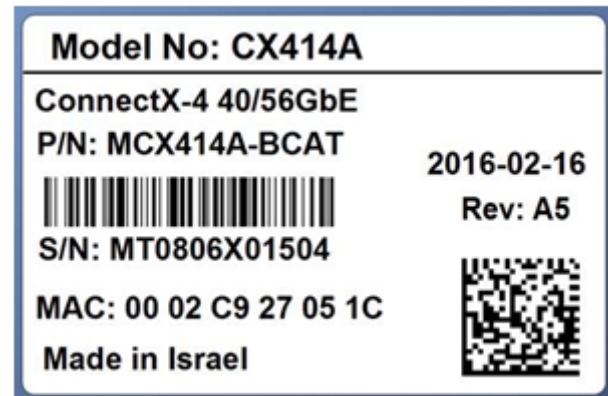 Model No: CX414A
ConnectX-4 40/56GbE
P/N: MCX414A-BCAT
2016-02-16
Rev: A5
S/N: MT0806X01504
MAC: 00 02 C9 27 05 1C
Made in Israel